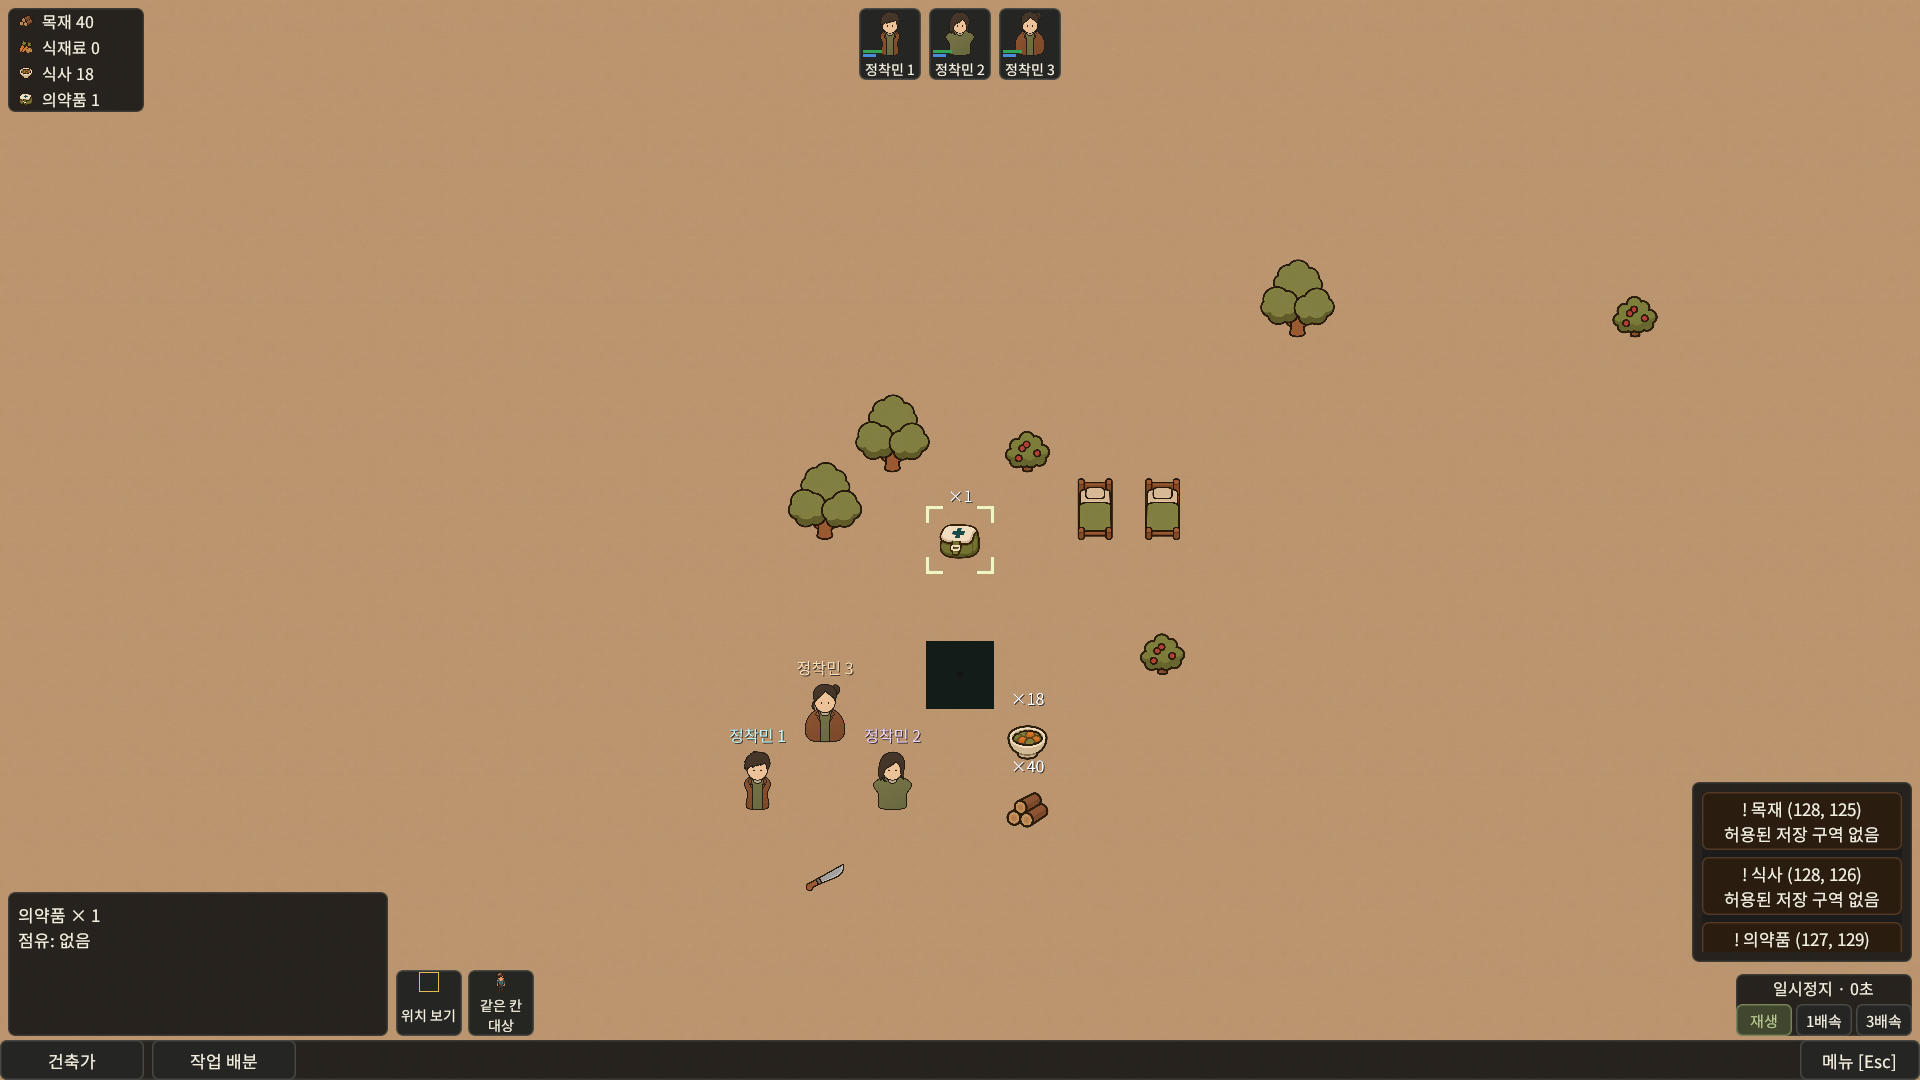 목재 40
식재료 0
식사 18
의약품 1
정착민 1
정착민 2
정착민 3
×1
×18
×40
정착민 3
정착민 1
정착민 2
! 목재 (128, 125)
허용된 저장 구역 없음
! 식사 (128, 126)
허용된 저장 구역 없음
! 의약품 (127, 129)
의약품 × 1
점유: 없음
위치 보기
같은 칸
대상
일시정지 · 0초
재생
1배속
3배속
건축가
작업 배분
메뉴 [Esc]